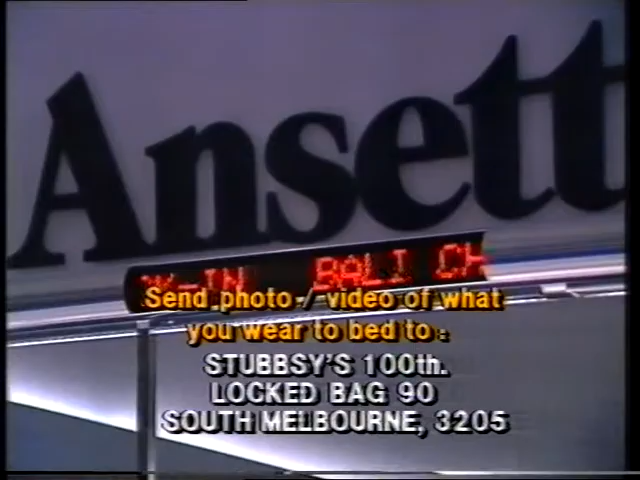 Ansett
BALI CH
Send photo / video of what
you wear to bed to :
STUBBSY'S 100th.
LOCKED BAG 90
SOUTH MELBOURNE, 3205